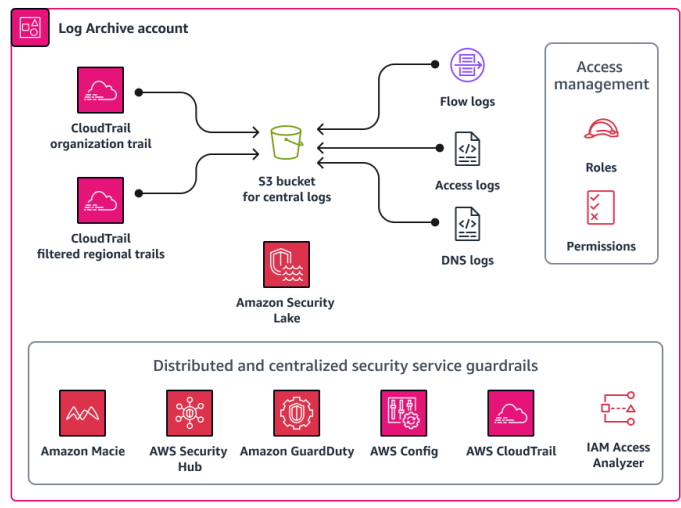 Log Archive account
CloudTrail
organization trail
CloudTrail
filtered regional trails
S3 bucket
for central logs
Flow logs
Access logs
DNS logs
Amazon Security
Lake
Access
management
Roles
Permissions
Distributed and centralized security service guardrails
Amazon Macie
AWS Security
Hub
Amazon GuardDuty
AWS Config
AWS CloudTrail
IAM Access
Analyzer